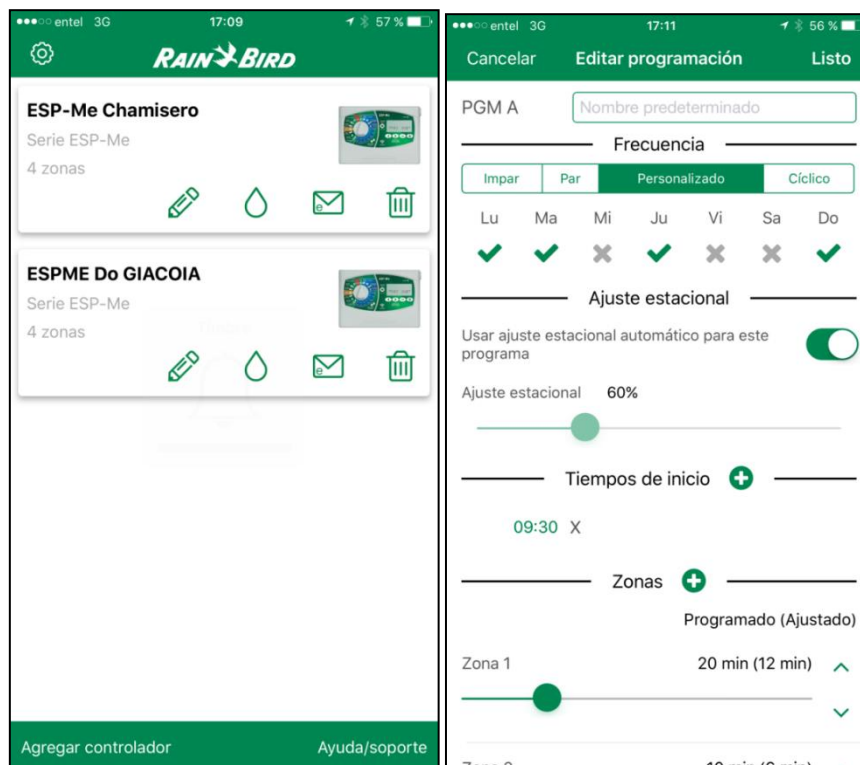 entel 3G 17:09 57 %
RAIN BIRD
ESP-Me Chamisero
Serie ESP-Me
4 zonas
ESPME Do GIACOIA
Serie ESP-Me
4 zonas
Agregar controlador Ayuda/soporte
entel 3G 17:11 56 %
Cancelar Editar programación Listo
PGM A Nombre predeterminado
Frecuencia
Impar Par Personalizado Cíclico
Lu Ma Mi Ju Vi Sa Do
Ajuste estacional
Usar ajuste estacional automático para este
programa
Ajuste estacional 60%
Tiempos de inicio
09:30 X
Zonas
Programado (Ajustado)
Zona 1 20 min (12 min)